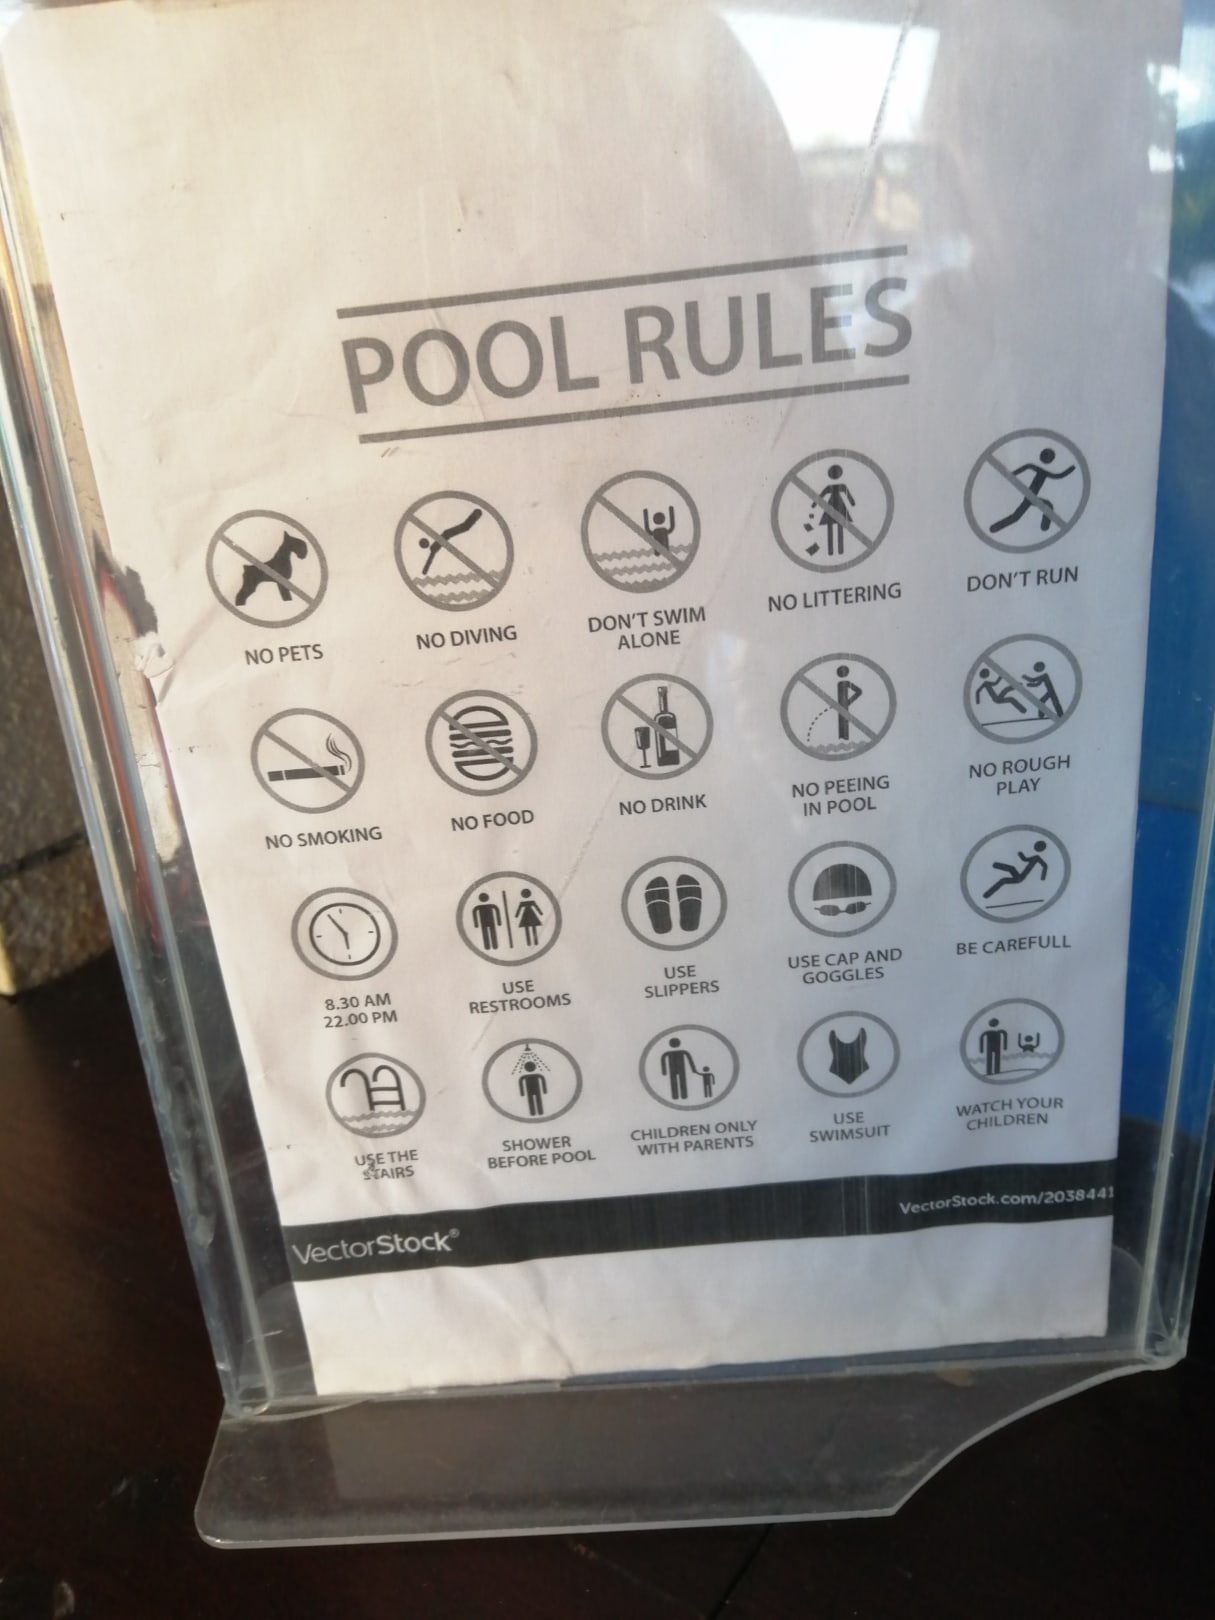 POOL RULES
NO PETS
NO DIVING
DON'T SWIM
ALONE
NO LITTERING
DON'T RUN
NO SMOKING
NO FOOD
NO DRINK
NO PEEING
IN POOL
NO ROUGH
PLAY
8.30 AM
22.00 PM
USE
RESTROOMS
USE
SLIPPERS
USE CAP AND
GOGGLES
BE CAREFULL
USE THE
STAIRS
SHOWER
BEFORE POOL
CHILDREN ONLY
WITH PARENTS
USE
SWIMSUIT
WATCH YOUR
CHILDREN
VectorStock®
VectorStock.com/2038441